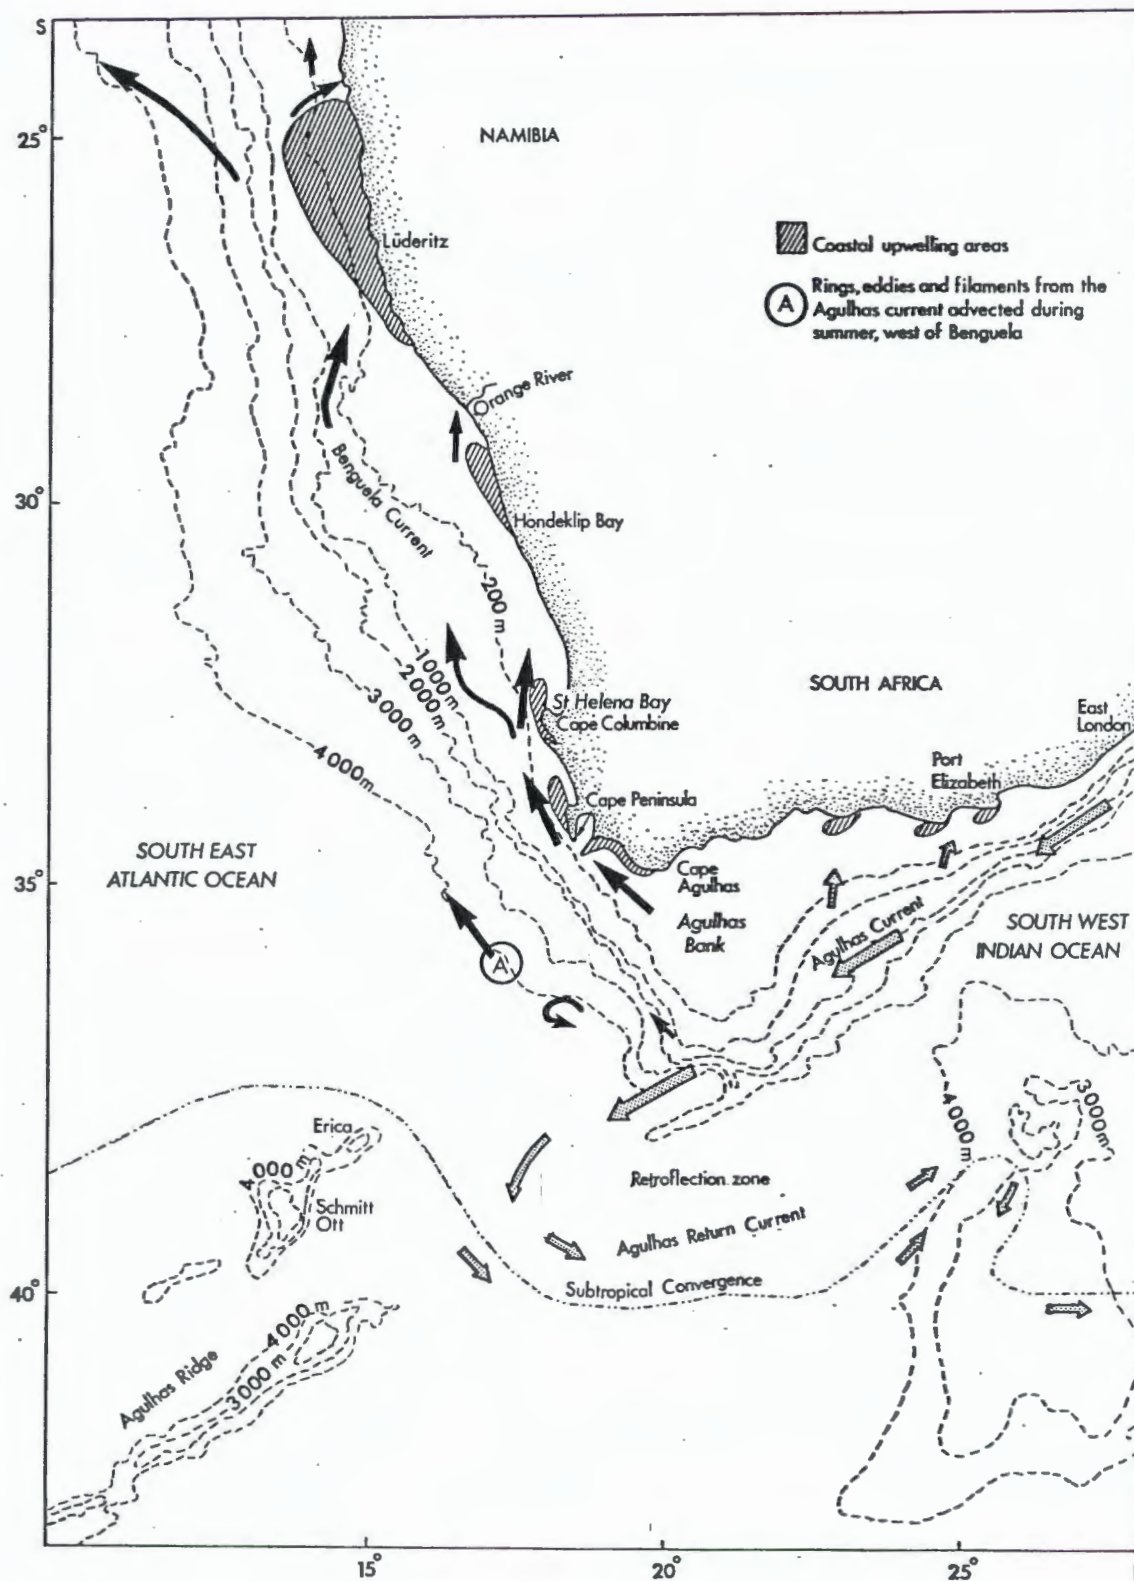 S
25°
NAMIBIA
Lüderitz
Coastal upwelling areas
A
Rings, eddies and filaments from the
Agulhas current advected during
summer, west of Benguela
Orange River
Benguela Current
30°
Hondeklip Bay
200 m
1000 m
2000 m
3000 m
4000 m
SOUTH AFRICA
St Helena Bay
Cape Columbine
East
London
Port
Elizabeth
Cape Peninsula
SOUTH EAST
ATLANTIC OCEAN
35°
Cape
Agulhas
Agulhas
Bank
Agulhas Current
SOUTH WEST
INDIAN OCEAN
A
4000 m
3000 m
Erica
4000 m
Schmitt
Ott
Retroflection zone
Agulhas Return Current
Subtropical Convergence
40°
4000 m
3000 m
Agulhas Ridge
15°
20°
25°